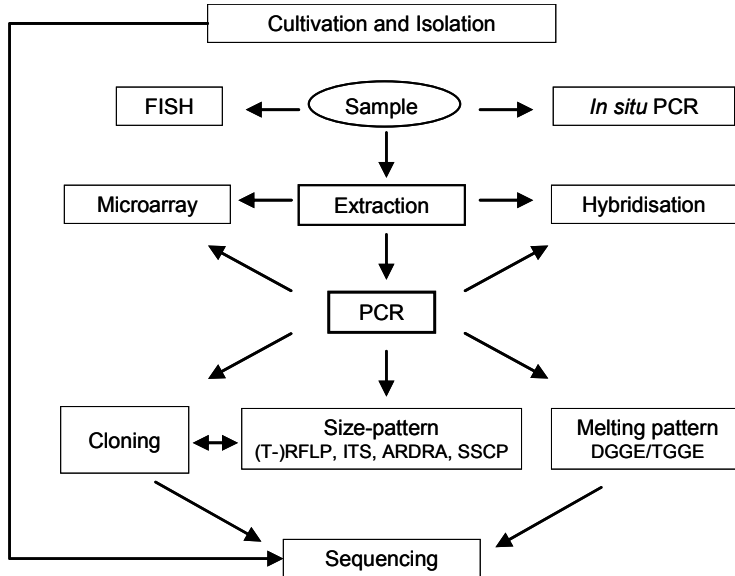 Cultivation and Isolation
FISH
Sample
In situ PCR
Microarray
Extraction
Hybridisation
PCR
Cloning
Size-pattern
(T-)RFLP, ITS, ARDRA, SSCP
Melting pattern
DGGE/TGGE
Sequencing